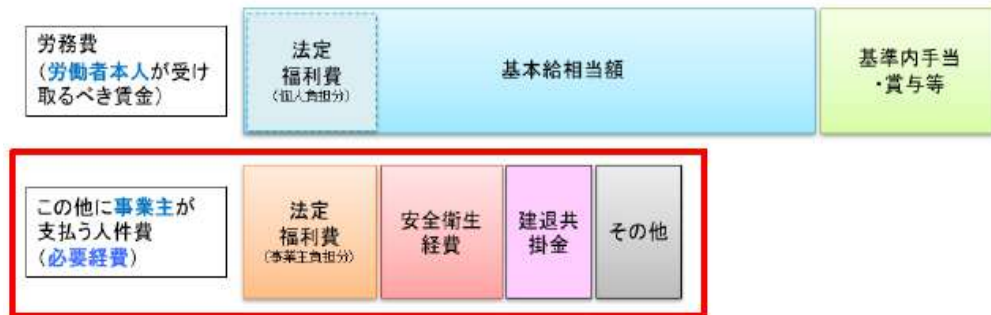 労務費
（労働者本人が受け
取るべき賃金）
法定
福利費
（個人負担分）
基本給相当額
基準内手当
・賞与等
この他に事業主が
支払う人件費
（必要経費）
法定
福利費
（事業主負担分）
安全衛生
経費
建退共
掛金
その他